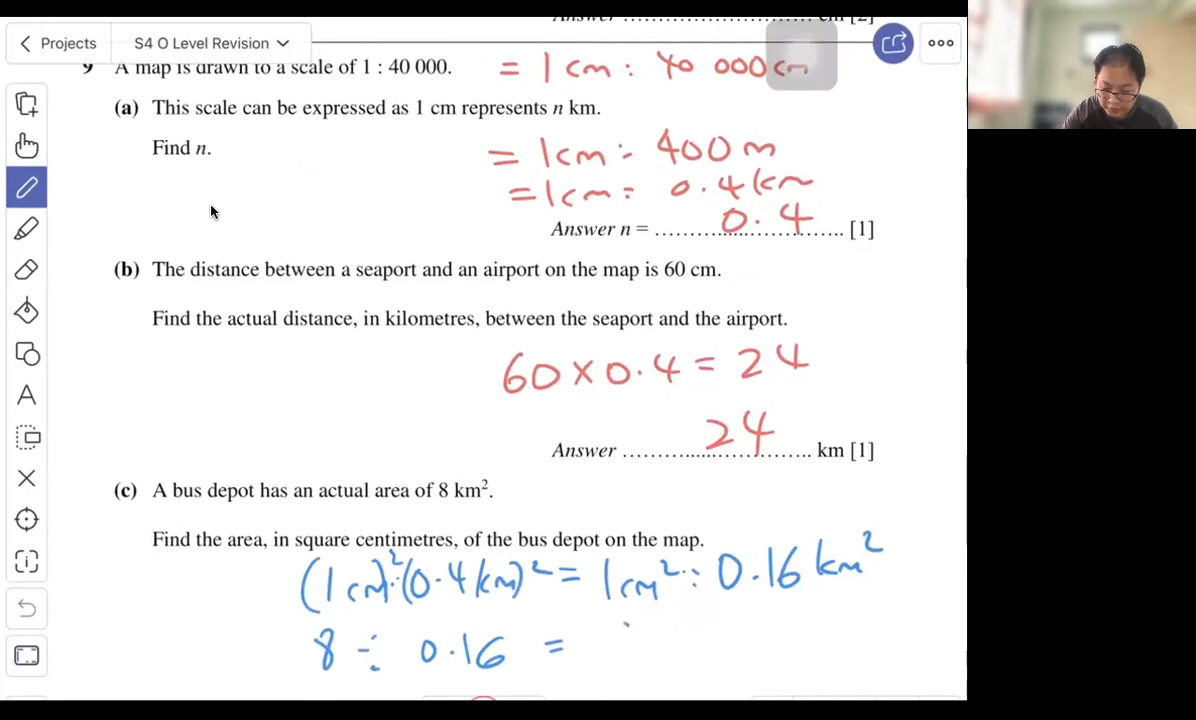 Projects
S4 O Level Revision
Answer ........................................ cm [2]
9 A map is drawn to a scale of 1 : 40 000.
= 1 cm : 40 000 cm
(a) This scale can be expressed as 1 cm represents n km.
Find n.
= 1cm : 400 m
= 1cm : 0.4 km
0.4
Answer n = ........................................ [1]
(b) The distance between a seaport and an airport on the map is 60 cm.
Find the actual distance, in kilometres, between the seaport and the airport.
60 × 0.4 = 24
24
Answer ........................................ km [1]
(c) A bus depot has an actual area of 8 km².
Find the area, in square centimetres, of the bus depot on the map.
(1 cm)² : (0.4 km)² = 1 cm² : 0.16 km²
8 ÷ 0.16 =